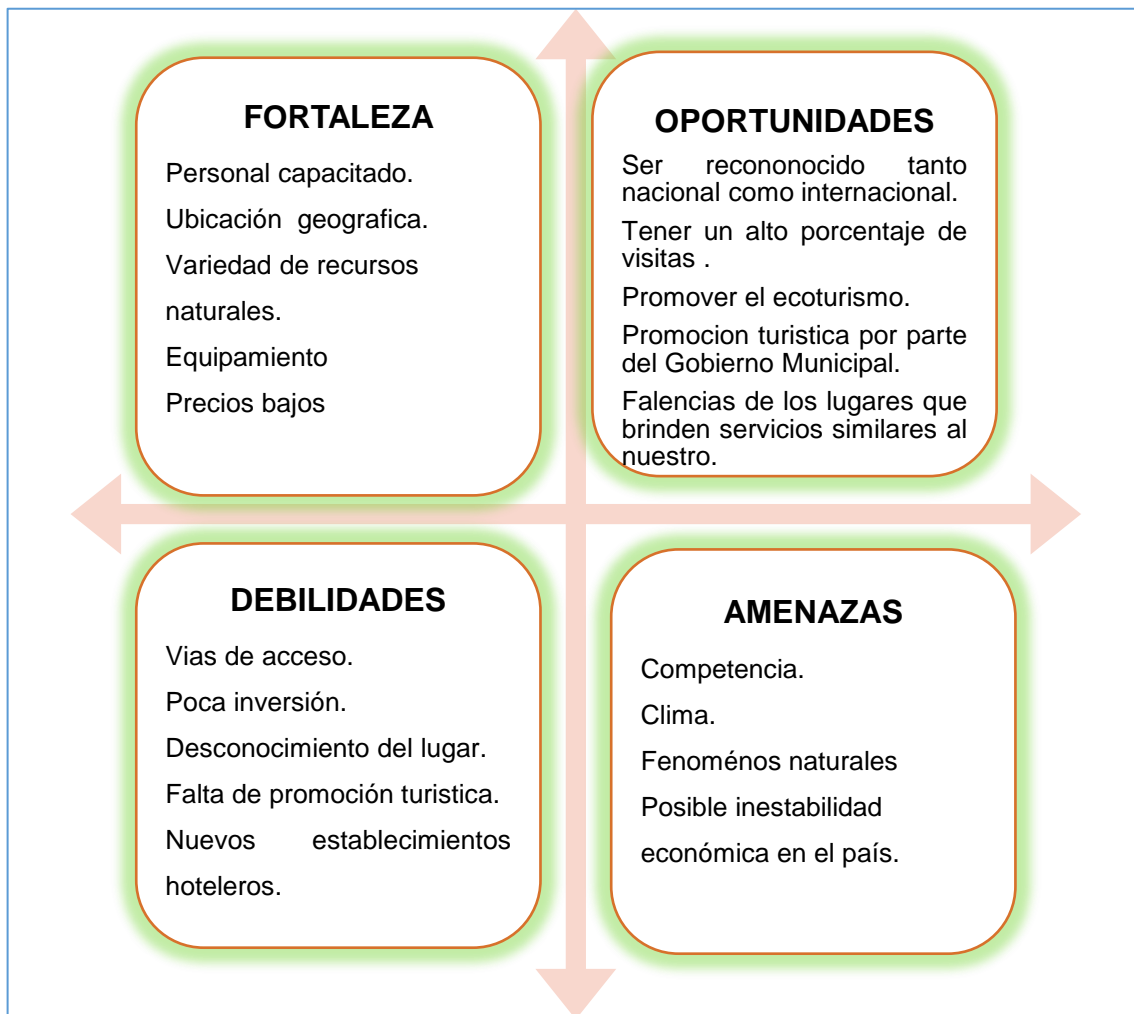 FORTALEZA
Personal capacitado.
Ubicación geografica.
Variedad de recursos
naturales.
Equipamiento
Precios bajos
OPORTUNIDADES
Ser recononocido tanto
nacional como internacional.
Tener un alto porcentaje de
visitas .
Promover el ecoturismo.
Promocion turistica por parte
del Gobierno Municipal.
Falencias de los lugares que
brinden servicios similares al
nuestro.
DEBILIDADES
Vias de acceso.
Poca inversión.
Desconocimiento del lugar.
Falta de promoción turistica.
Nuevos establecimientos
hoteleros.
AMENAZAS
Competencia.
Clima.
Fenoménos naturales
Posible inestabilidad
económica en el país.